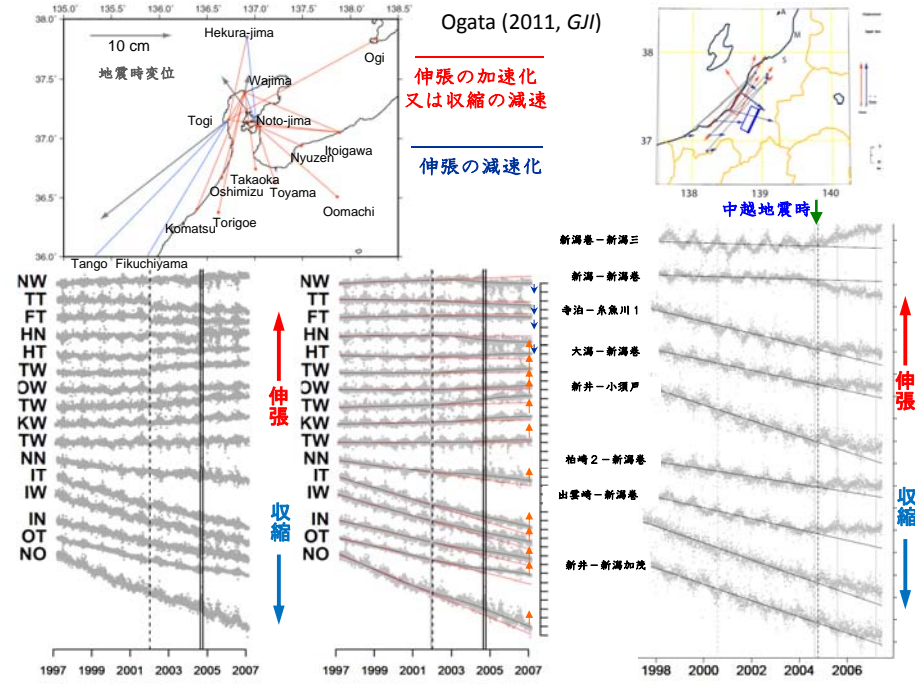 135.0° 135.5° 136.0° 136.5° 137.0° 137.5° 138.0° 138.5°
38.0°
37.5°
37.0°
36.5°
36.0°
10 cm
地震時変位
Hekura-jima
Ogi
Wajima
Togi
Noto-jima
Itoigawa
Nyuzen
Takaoka
Oshimizu
Toyama
Oomachi
Komatsu
Torigoe
Tango
Fikuchiyama
Ogata (2011, GJI)
伸張の加速化
又は収縮の減速
伸張の減速化
38
37
138 139 140
A
M
S
中越地震時
NW
TT
FT
HN
HT
TW
OW
TW
KW
TW
NN
IT
IW
IN
OT
NO
伸張
収縮
1997 1999 2001 2003 2005 2007
NW
TT
FT
HN
HT
TW
OW
TW
KW
TW
NN
IT
IW
IN
OT
NO
1997 1999 2001 2003 2005 2007
新潟巻－新潟三
新潟－新潟巻
寺泊－糸魚川1
大潟－新潟巻
新井－小須戸
柏崎2－新潟巻
出雲崎－新潟巻
新井－新潟加茂
伸張
収縮
1998 2000 2002 2004 2006